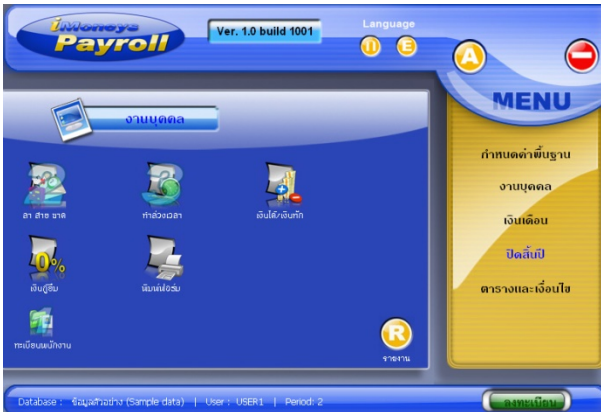 iMoneys
Payroll
Ver. 1.0 build 1001
Language
E
A
MENU
งานบุคคล
กำหนดค่าพื้นฐาน
งานบุคคล
เงินเดือน
ปิดสิ้นปี
ตารางและเงื่อนไข
ลา สาย ขาด
ค่าล่วงเวลา
เงินได้/เงินหัก
0%
เงินกู้ยืม
พิมพ์ฟอร์ม
ทะเบียนพนักงาน
R
รายงาน
Database : ข้อมูลตัวอย่าง (Sample data) | User : USER1 | Period: 2
ลงทะเบียน